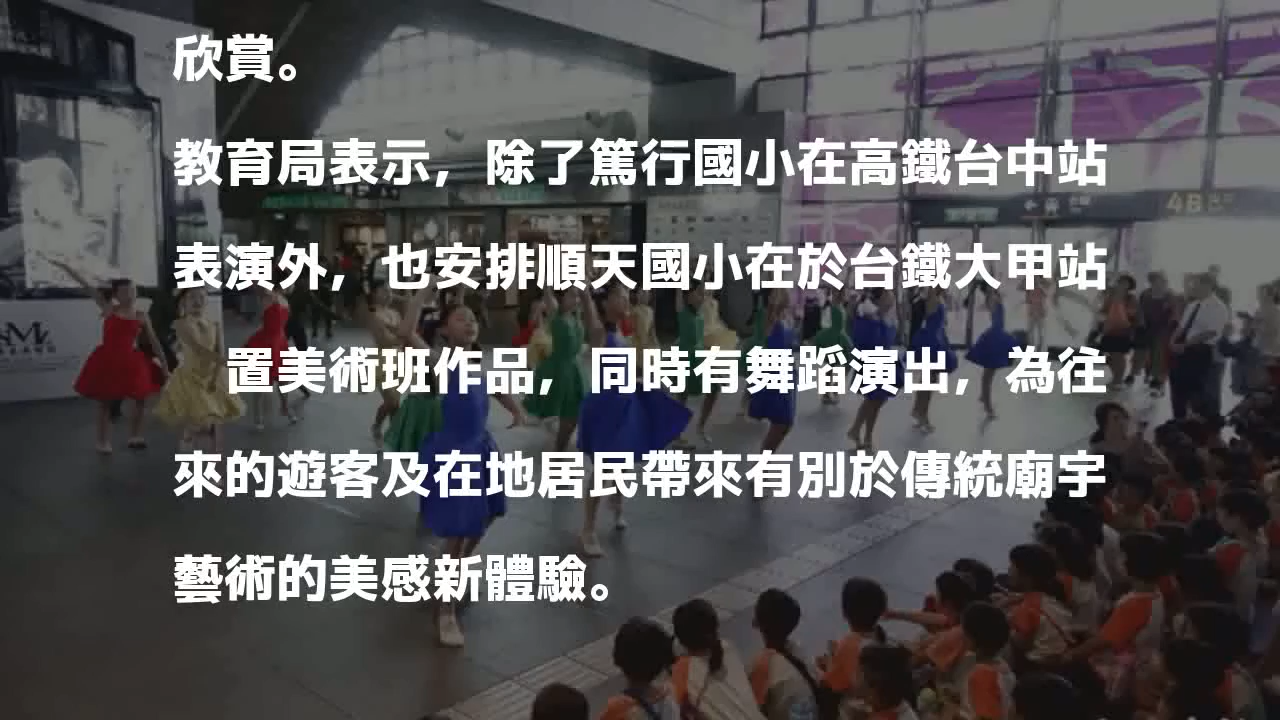 欣賞。
教育局表示，除了篤行國小在高鐵台中站
表演外，也安排順天國小在於台鐵大甲站
　置美術班作品，同時有舞蹈演出，為往
來的遊客及在地居民帶來有別於傳統廟宇
藝術的美感新體驗。
4B